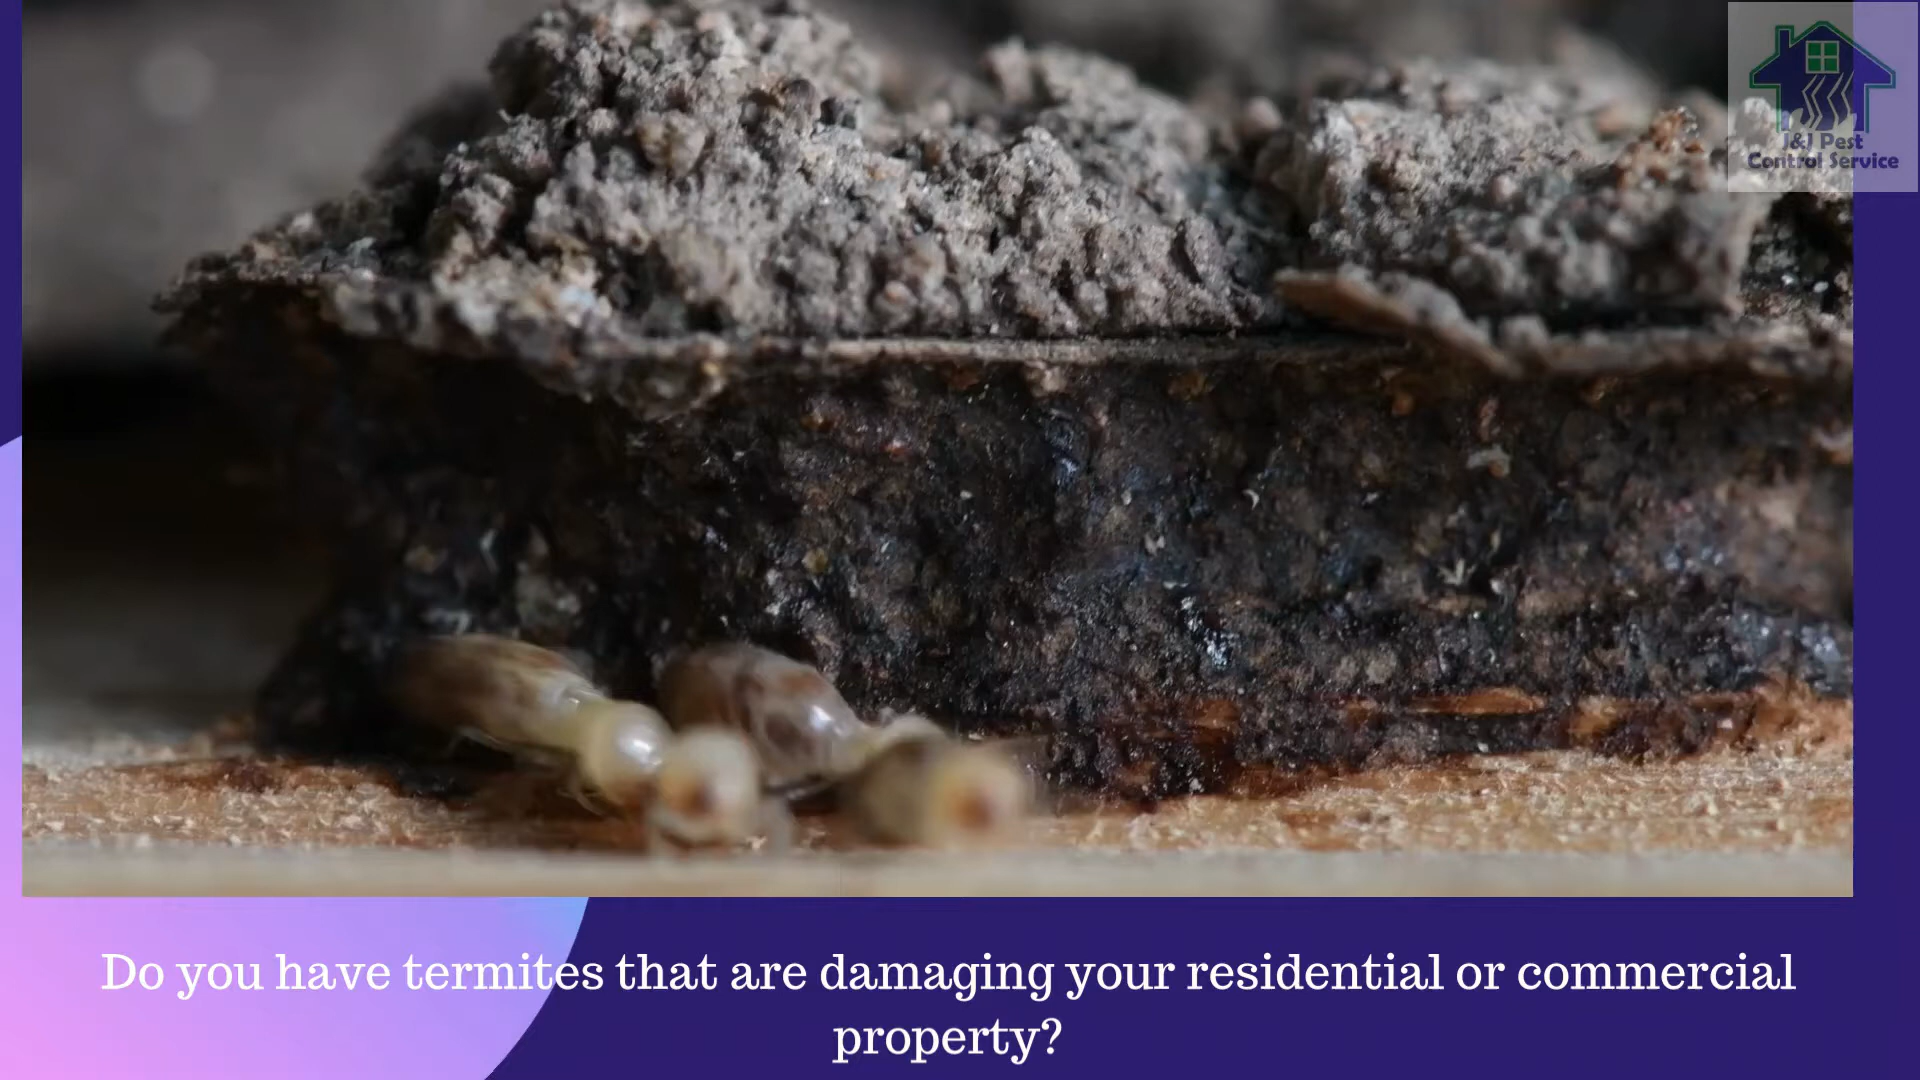 J&J Pest
Control Service
Do you have termites that are damaging your residential or commercial
property?